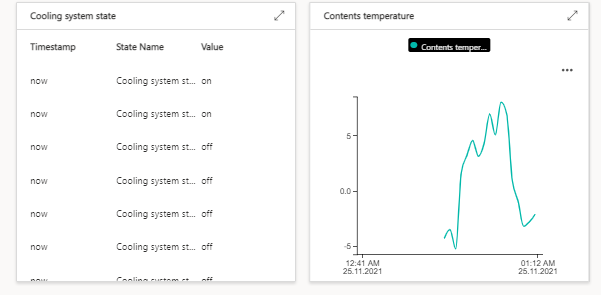 Cooling system state
Timestamp State Name Value
now Cooling system st... on
now Cooling system st... on
now Cooling system st... off
now Cooling system st... off
now Cooling system st... off
now Cooling system st... off
now Cooling system st... off
Contents temperature
Contents temper...
5
0.0
-5
12:41 AM 01:12 AM
25.11.2021 25.11.2021